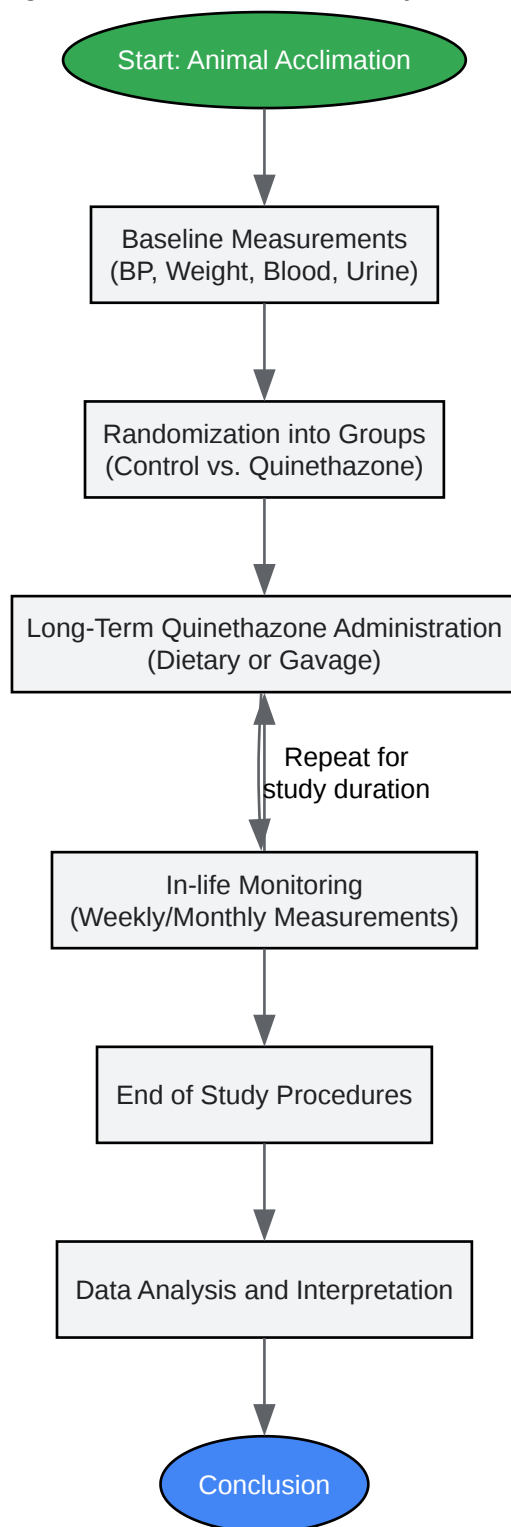 Start: Animal Acclimation
Baseline Measurements
(BP, Weight, Blood, Urine)
Randomization into Groups
(Control vs. Quinethazone)
Long-Term Quinethazone Administration
(Dietary or Gavage)
Repeat for
study duration
In-life Monitoring
(Weekly/Monthly Measurements)
End of Study Procedures
Data Analysis and Interpretation
Conclusion